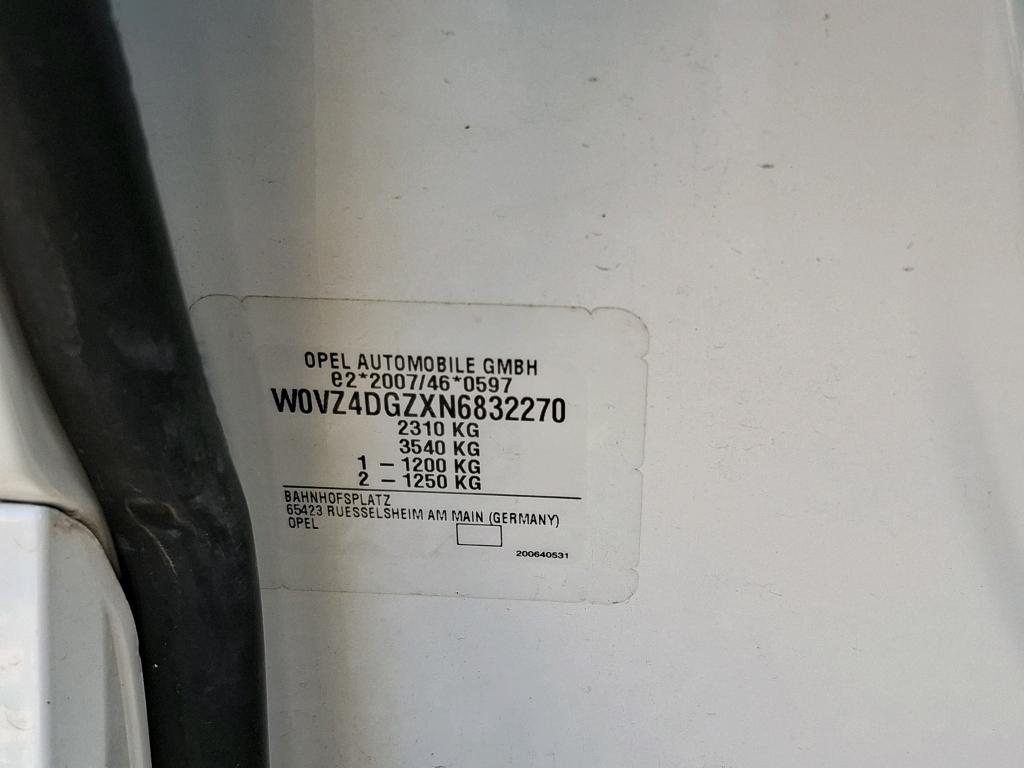 OPEL AUTOMOBILE GMBH
e2*2007/46*0597
W0VZ4DGZXN6832270
2310 KG
3540 KG
1 - 1200 KG
2 - 1250 KG
BAHNHOFSPLATZ
65423 RUESSELSHEIM AM MAIN (GERMANY)
OPEL
200640531